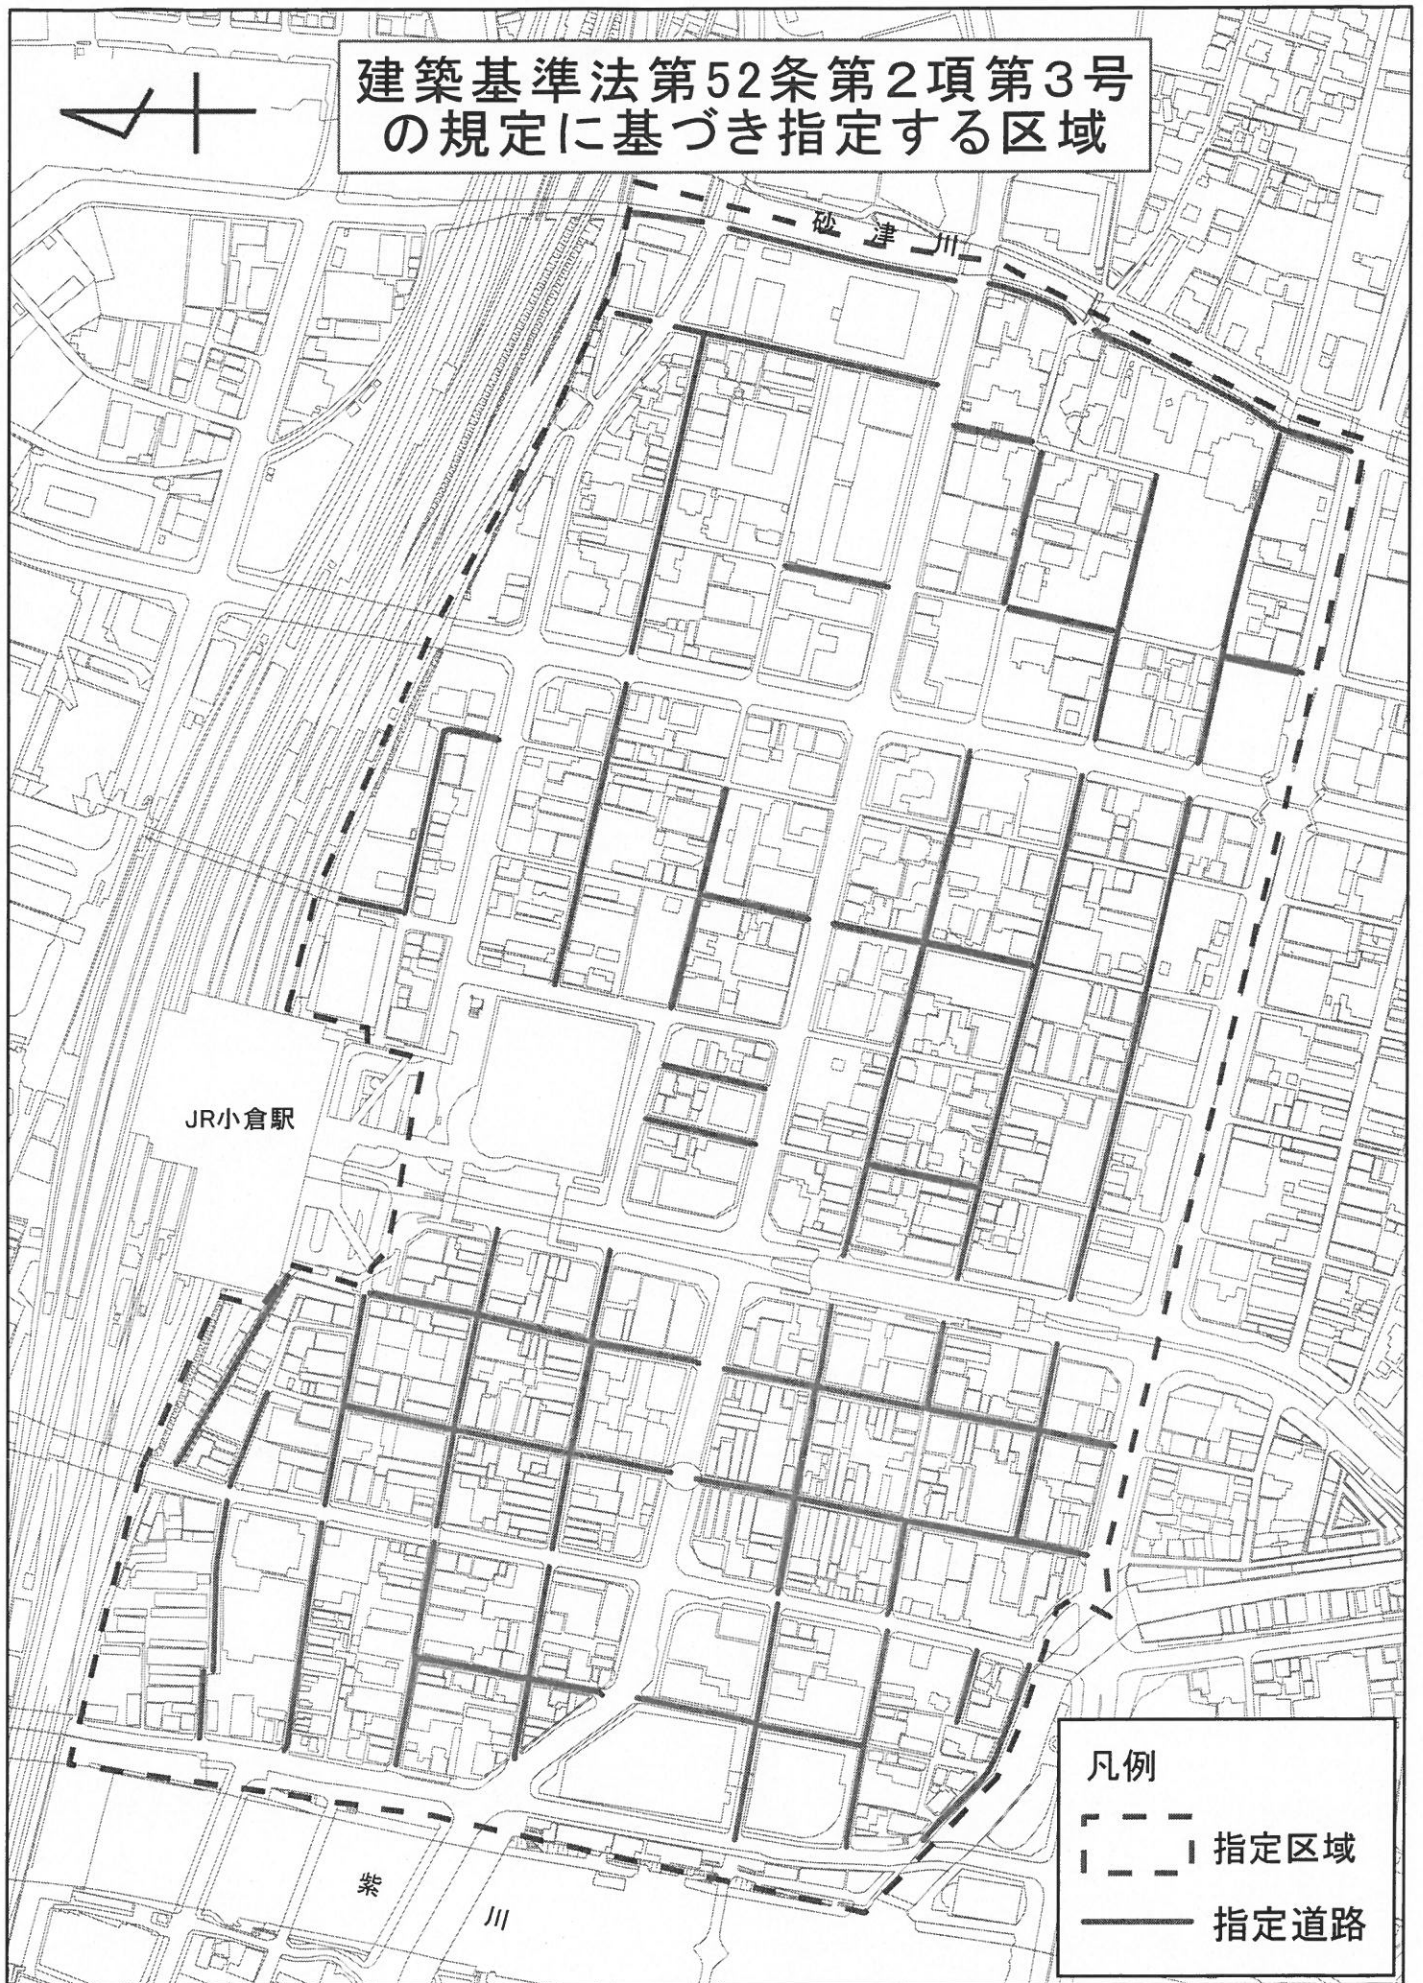 建築基準法第52条第2項第3号
の規定に基づき指定する区域
砂津川
JR小倉駅
紫川
凡例
指定区域
指定道路